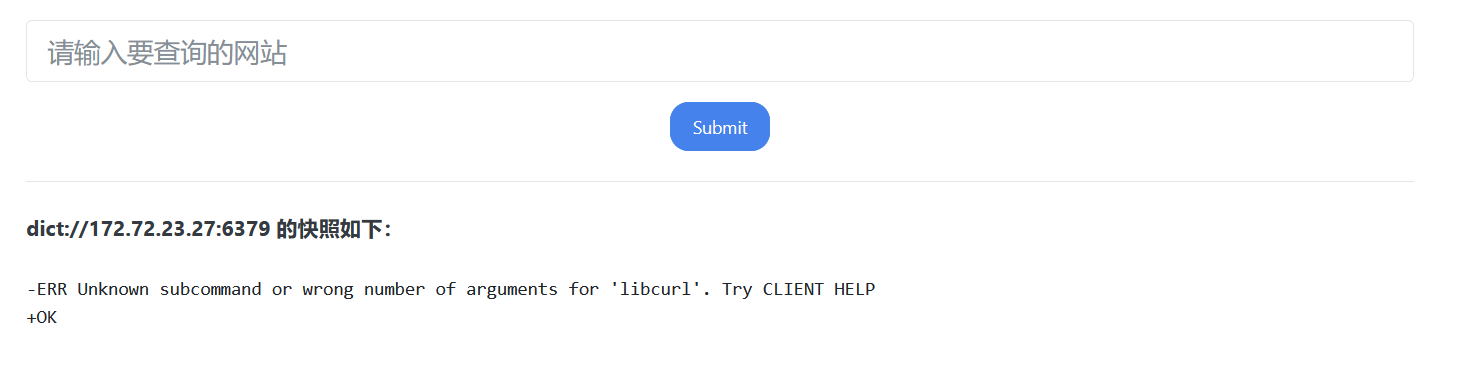 请输入要查询的网站
Submit
dict://172.72.23.27:6379 的快照如下：
-ERR Unknown subcommand or wrong number of arguments for 'libcurl'. Try CLIENT HELP
+OK